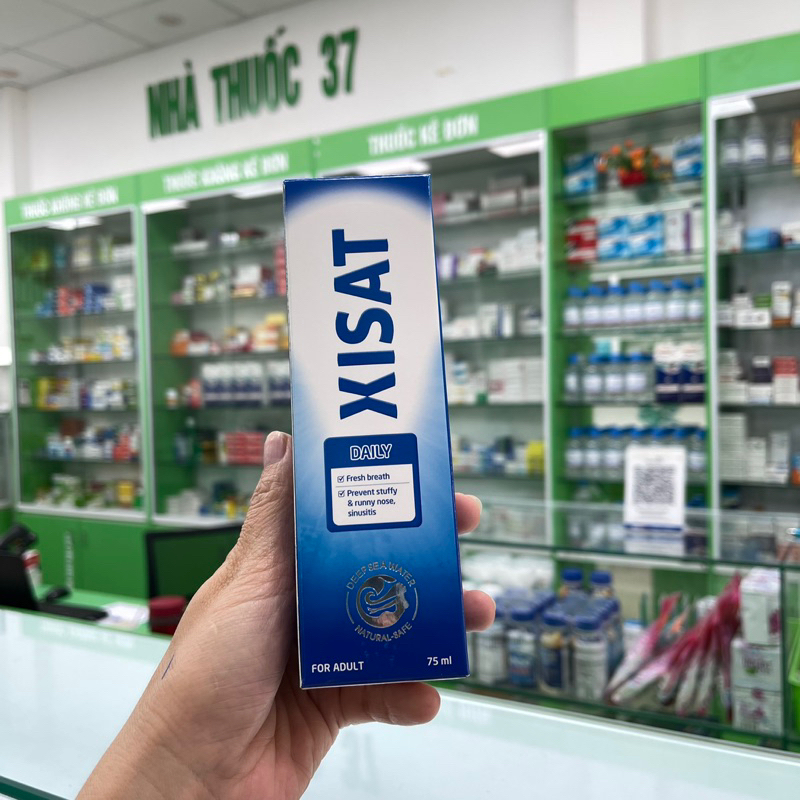 NHÀ THUỐC 37
THUỐC KHÔNG KÊ ĐƠN
THUỐC KHÔNG KÊ ĐƠN
THUỐC KÊ ĐƠN
XISAT
DAILY
Fresh breath
Prevent stuffy
& runny nose,
sinusitis
DEEP SEA WATER
NATURAL-SAFE
FOR ADULT
75 ml